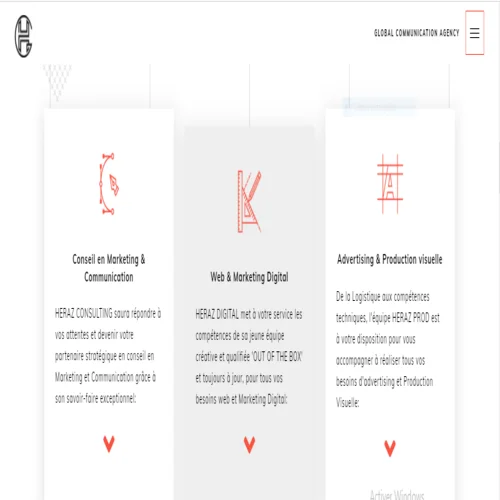 GLOBAL COMMUNICATION AGENCY
Conseil en Marketing &
Communication
HERAZ CONSULTING saura répondre à
vos attentes et devenir votre
partenaire stratégique en conseil en
Marketing et Communication grâce à
son savoir-faire exceptionnel:
Web & Marketing Digital
HERAZ DIGITAL met à votre service les
compétences de sa jeune équipe
créative et qualifiée 'OUT OF THE BOX'
et toujours à jour, pour tous vos
besoins web et Marketing Digital:
Advertising & Production visuelle
De la Logistique aux compétences
techniques, l'équipe HERAZ PROD est
à votre disposition pour vous
accompagner à réaliser tous vos
besoins d'advertising et Production
Visuelle:
Activer Windows